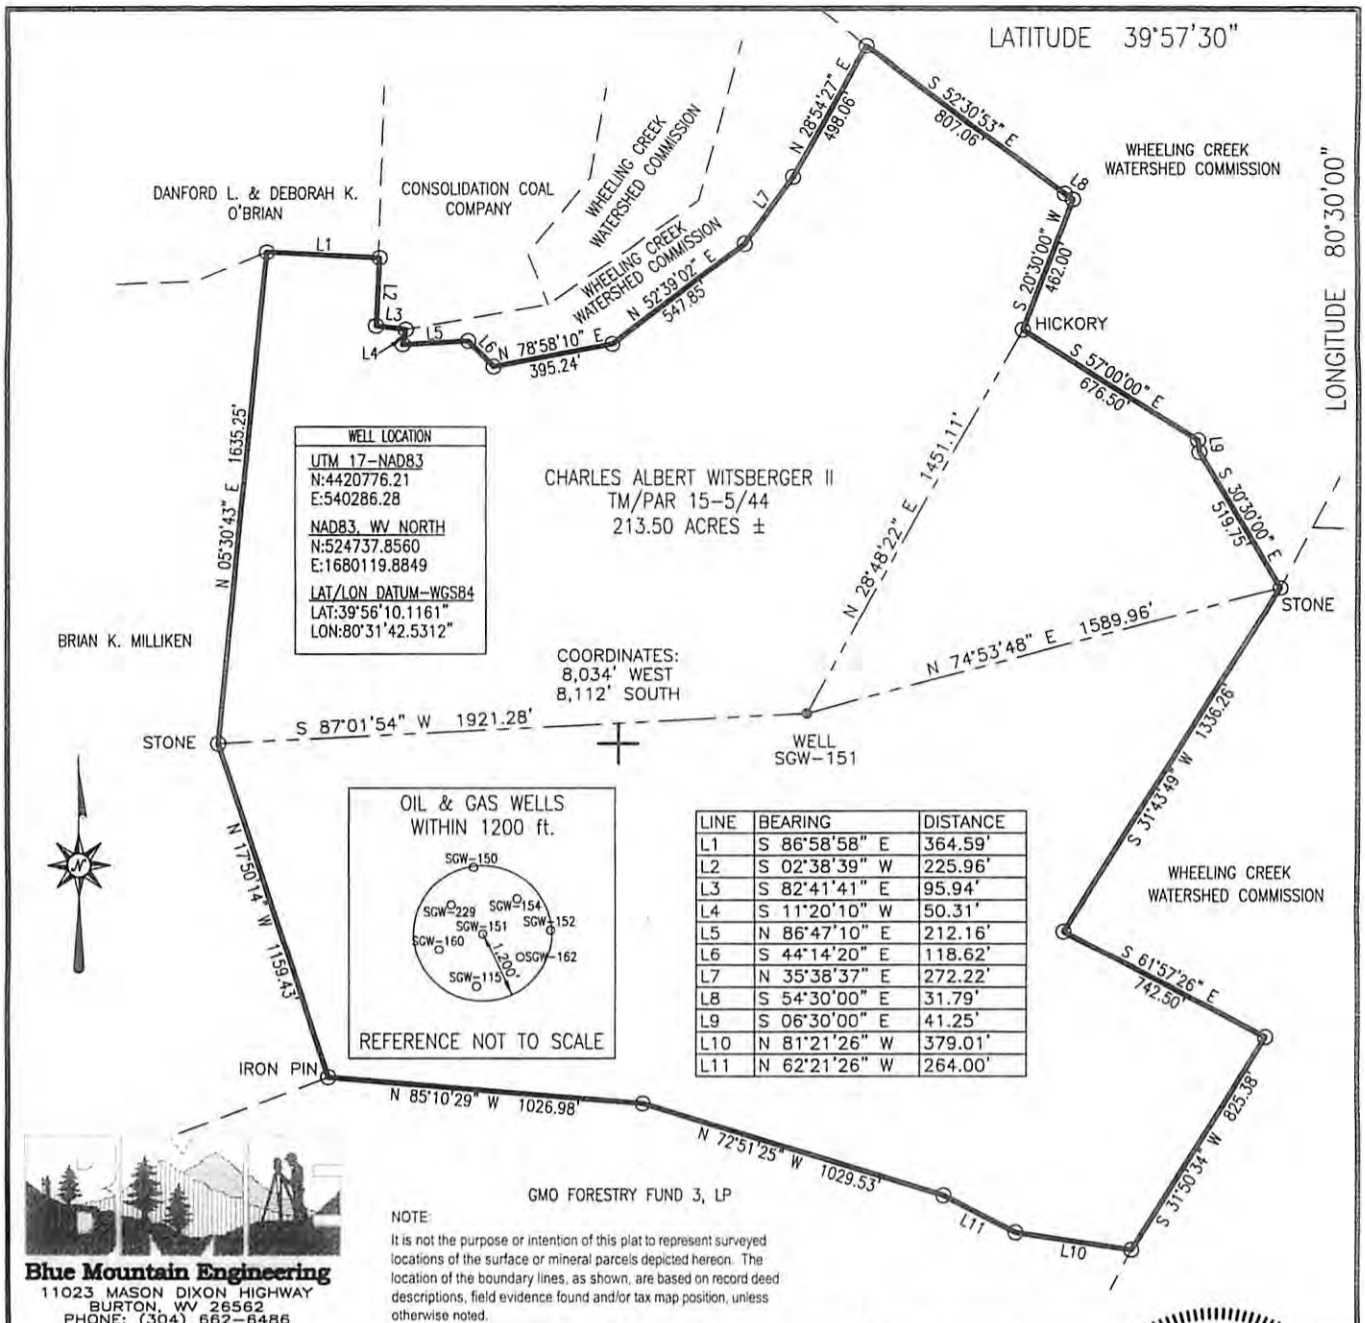 LATITUDE 39°57'30"
LONGITUDE 80°30'00"
S 52°30'53" E
807.06'
N 28°54'27" E
498.06'
L8
WHEELING CREEK
WATERSHED COMMISSION
WHEELING CREEK
WATERSHED COMMISSION
DANFORD L. & DEBORAH K.
O'BRIAN
CONSOLIDATION COAL
COMPANY
L7
S 20°30'00" W
462.00'
L1
WHEELING CREEK
WATERSHED COMMISSION
N 52°39'02" E
547.85'
L2
L3
L4
L5
L6
N 78°58'10" E
395.24'
HICKORY
S 57°00'00" E
676.50'
L9
S 30°30'00" E
519.75'
N 05°30'43" E 1635.25'
WELL LOCATION
UTM 17-NAD83
N:4420776.21
E:540286.28
NAD83, WV NORTH
N:524737.8560
E:1680119.8849
LAT/LON DATUM-WGS84
LAT:39°56'10.1161"
LON:80°31'42.5312"
CHARLES ALBERT WITSBERGER II
TM/PAR 15-5/44
213.50 ACRES ±
N 28°48'22" E 1451.11'
STONE
BRIAN K. MILLIKEN
COORDINATES:
8,034' WEST
8,112' SOUTH
N 74°53'48" E 1589.96'
S 87°01'54" W 1921.28'
STONE
WELL
SGW-151
S 31°43'49" W 1336.26'
N 17°50'14" W 1159.43'
N
OIL & GAS WELLS
WITHIN 1200 ft.
SGW-150
SGW-229
SGW-154
SGW-151
SGW-152
SGW-160
1,200'
SGW-162
SGW-115
REFERENCE NOT TO SCALE
LINE BEARING DISTANCE
L1 S 86°58'58" E 364.59'
L2 S 02°38'39" W 225.96'
L3 S 82°41'41" E 95.94'
L4 S 11°20'10" W 50.31'
L5 N 86°47'10" E 212.16'
L6 S 44°14'20" E 118.62'
L7 N 35°38'37" E 272.22'
L8 S 54°30'00" E 31.79'
L9 S 06°30'00" E 41.25'
L10 N 81°21'26" W 379.01'
L11 N 62°21'26" W 264.00'
WHEELING CREEK
WATERSHED COMMISSION
S 61°57'26" E
742.50'
IRON PIN
N 85°10'29" W 1026.98'
N 72°51'25" W 1029.53'
S 31°50'34" W 825.38'
L11
L10
GMO FORESTRY FUND 3, LP
NOTE:
It is not the purpose or intention of this plat to represent surveyed
locations of the surface or mineral parcels depicted hereon. The
location of the boundary lines, as shown, are based on record deed
descriptions, field evidence found and/or tax map position, unless
otherwise noted.
Blue Mountain Engineering
11023 MASON DIXON HIGHWAY
BURTON, WV 26562
PHONE: (304) 662-6486